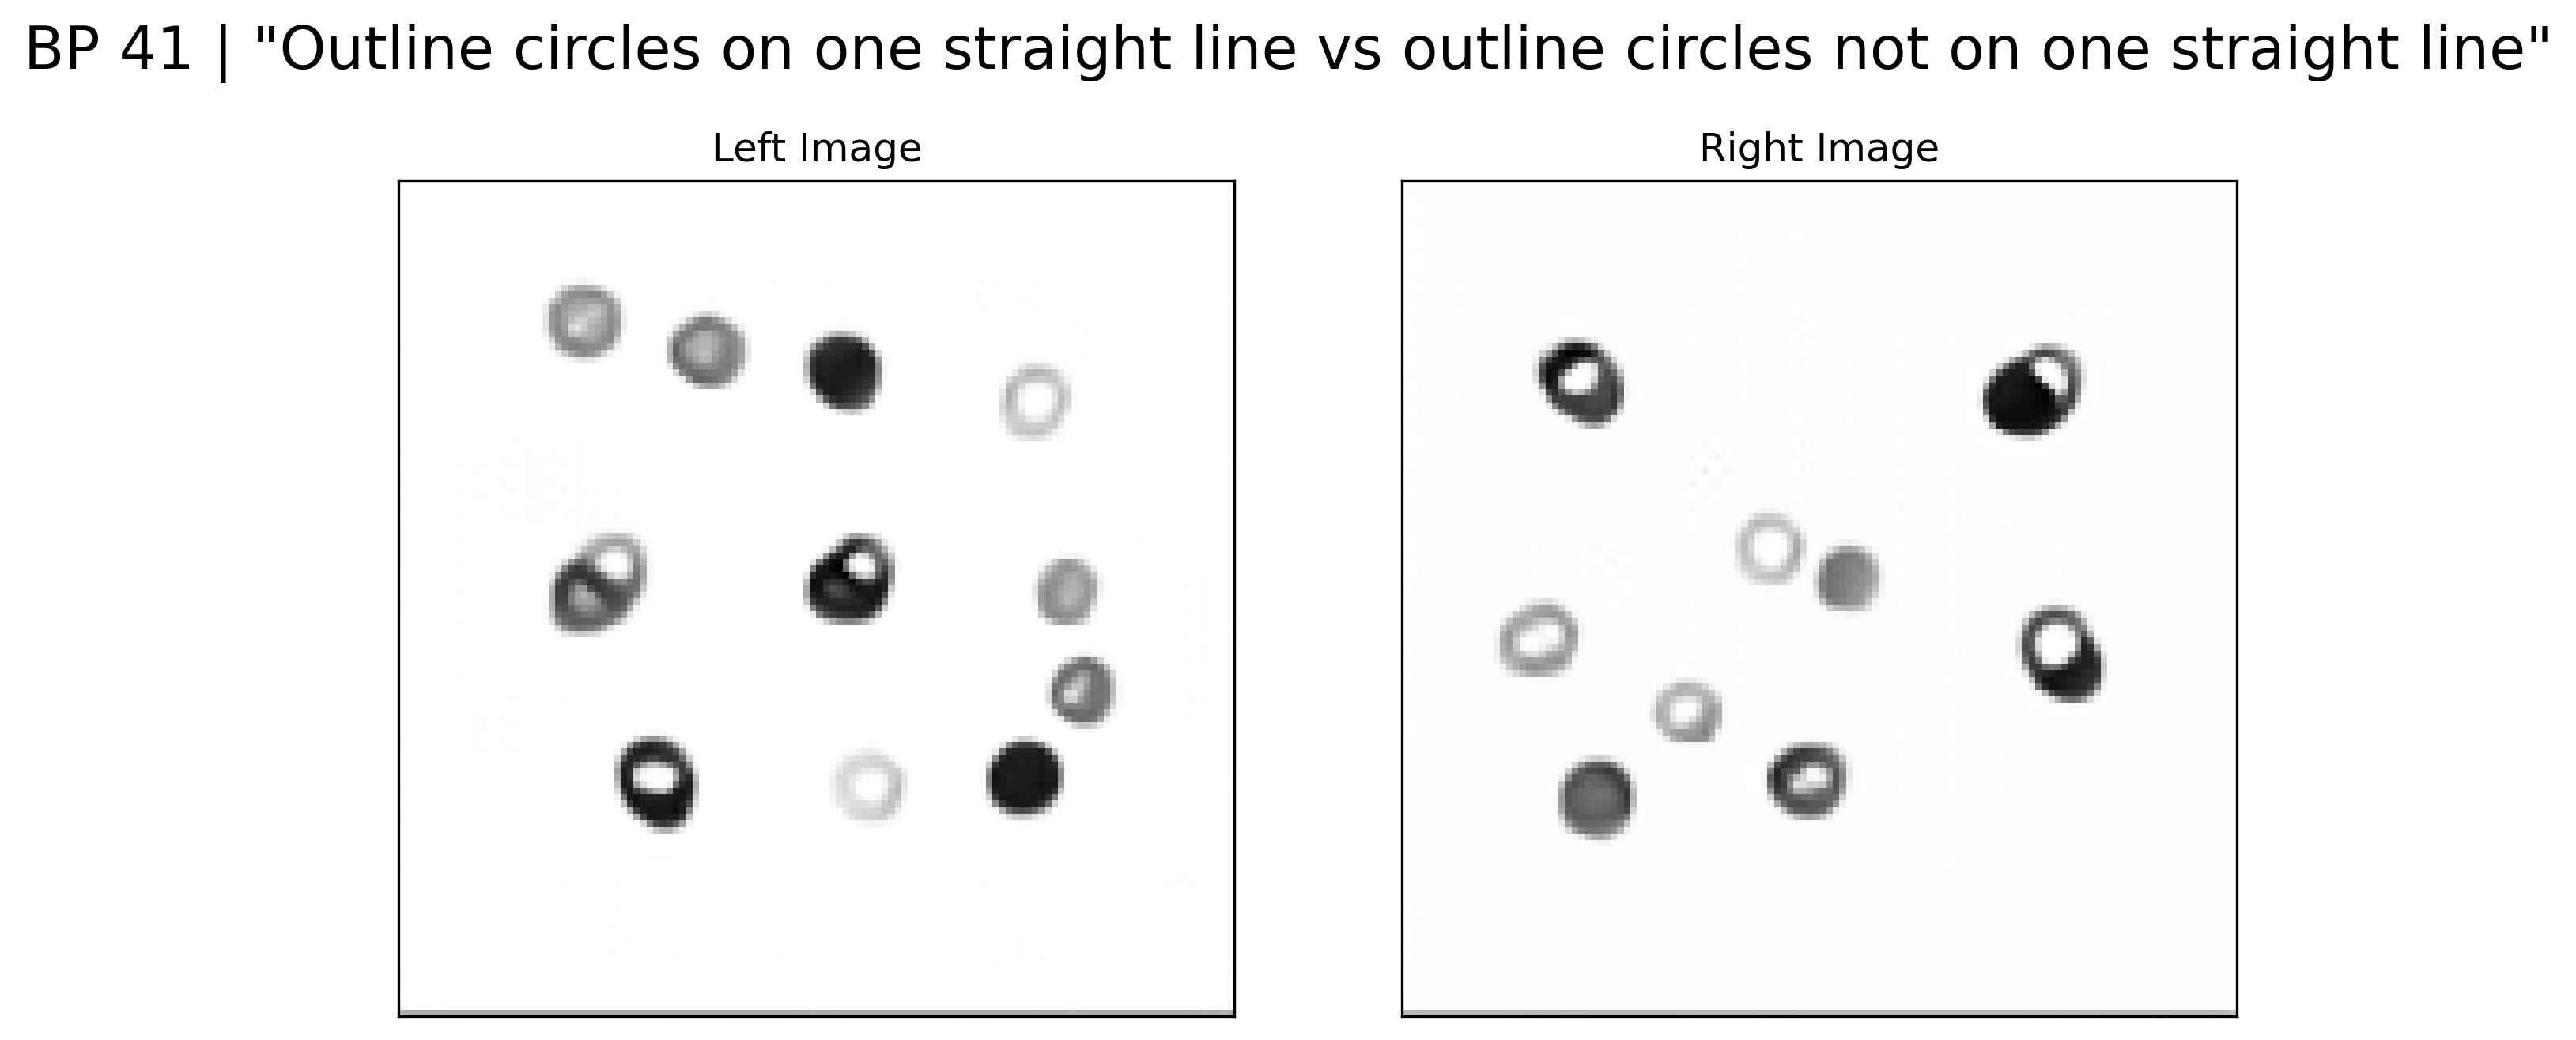 BP 41 | "Outline circles on one straight line vs outline circles not on one straight line"
Left Image
Right Image